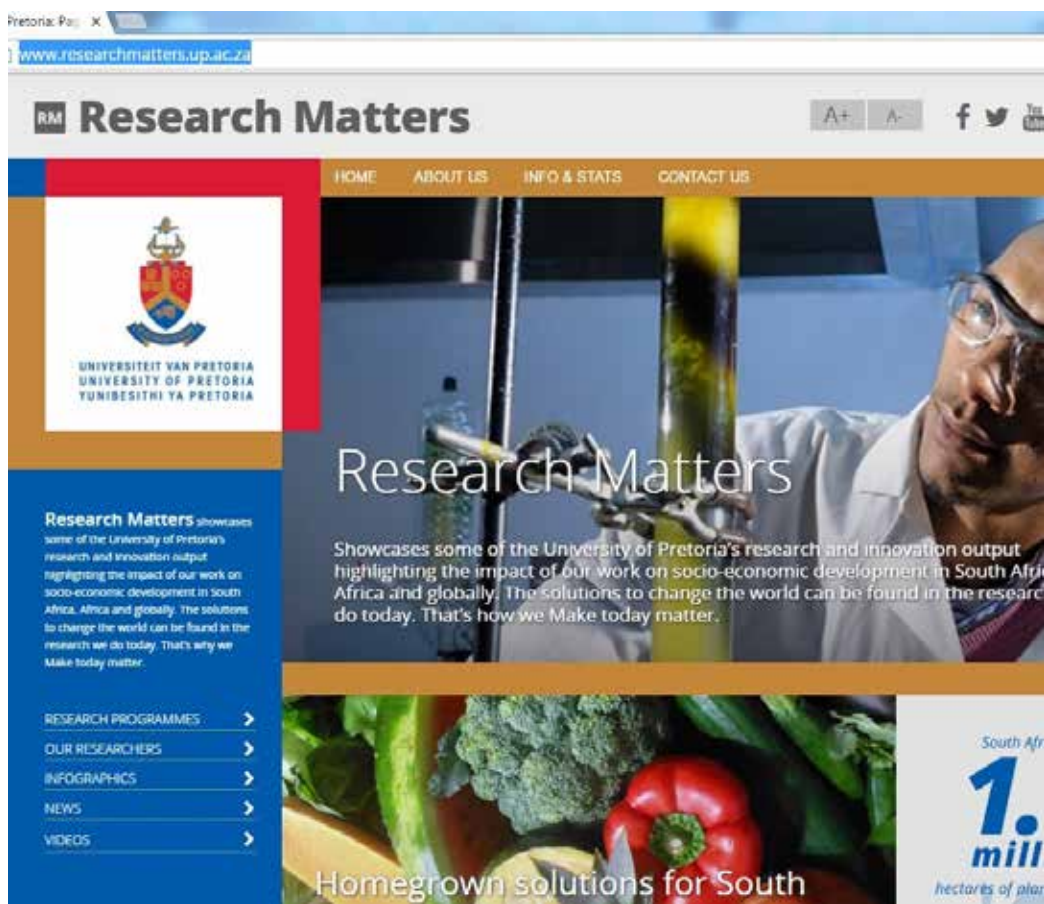 Pretoria: Pag
www.researchmatters.up.ac.za
RM Research Matters
A+ A-
f
You
Tube
HOME ABOUT US INFO & STATS CONTACT US
UNIVERSITEIT VAN PRETORIA
UNIVERSITY OF PRETORIA
YUNIBESITHI YA PRETORIA
Research Matters
Showcases some of the University of Pretoria's research and innovation output
highlighting the impact of our work on socio-economic development in South Afric
Africa and globally. The solutions to change the world can be found in the researc
do today. That's how we Make today matter.
Research Matters showcases
some of the University of Pretoria's
research and innovation output
highlighting the impact of our work on
socio-economic development in South
Africa, Africa and globally. The solutions
to change the world can be found in the
research we do today. That's why we
Make today matter.
RESEARCH PROGRAMMES
OUR RESEARCHERS
INFOGRAPHICS
NEWS
VIDEOS
Homegrown solutions for South
South Afr
1.
mill
hectares of plan